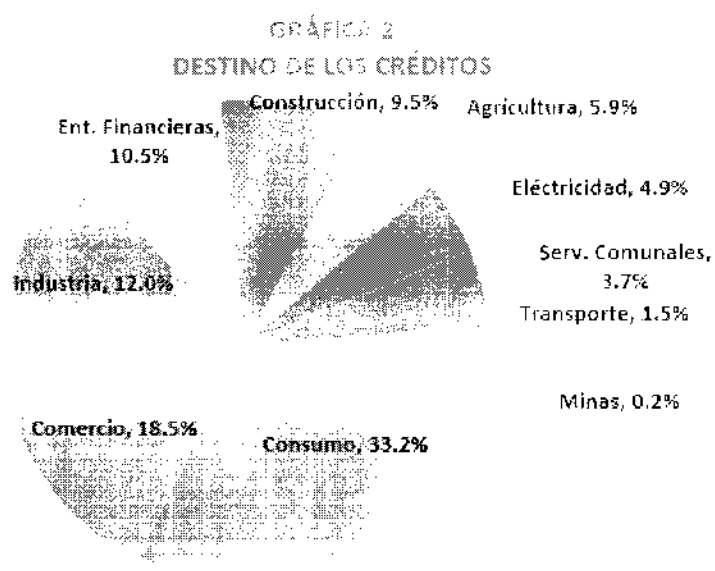 GRÁFICA 2
DESTINO DE LOS CRÉDITOS
Construcción, 9.5%
Agricultura, 5.9%
Ent. Financieras,
10.5%
Eléctricidad, 4.9%
Serv. Comunales,
3.7%
Industria, 12.0%
Transporte, 1.5%
Minas, 0.2%
Comercio, 18.5%
Consumo, 33.2%